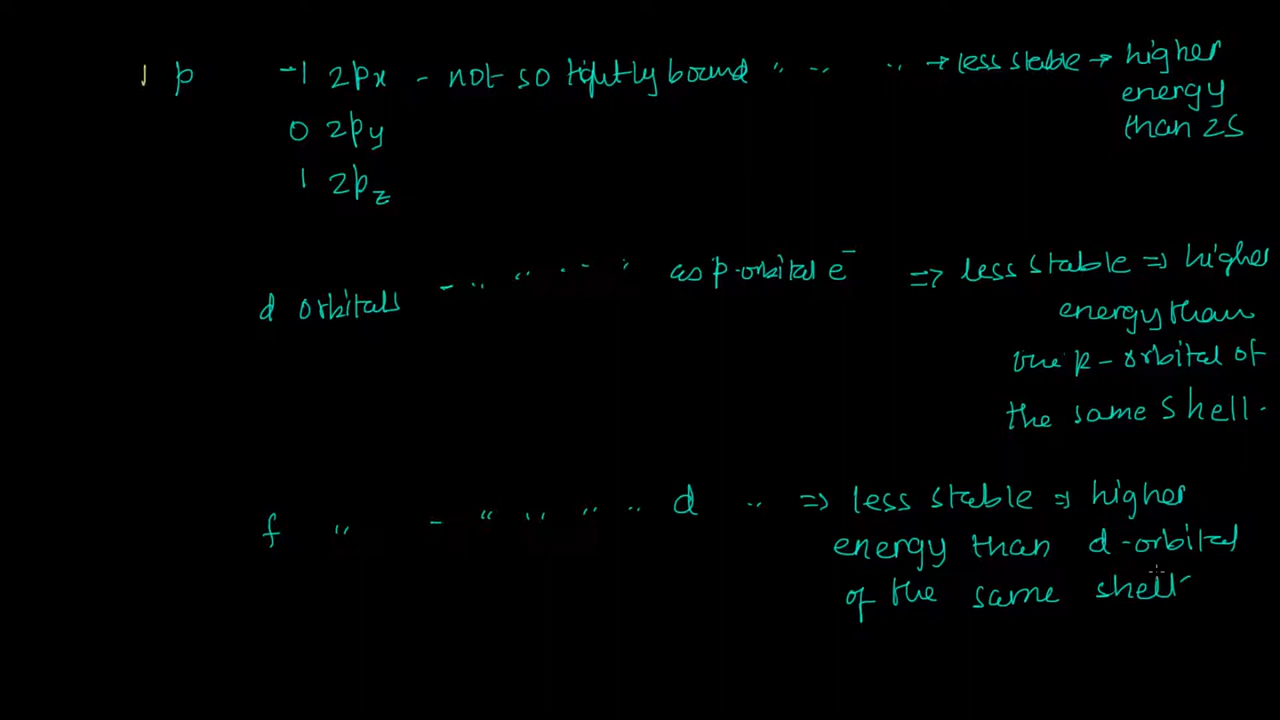 1 p -1 2px - not so tightly bound " " " → less stable → higher
energy
than 2S
0 2py
1 2pz
d orbitals - " " " " as p-orbital e⁻ ⇒ less stable ⇒ higher
energy than
the p-orbital of
the same shell.
f " - " " " " d " ⇒ less stable ⇒ higher
energy than d-orbital
of the same shell